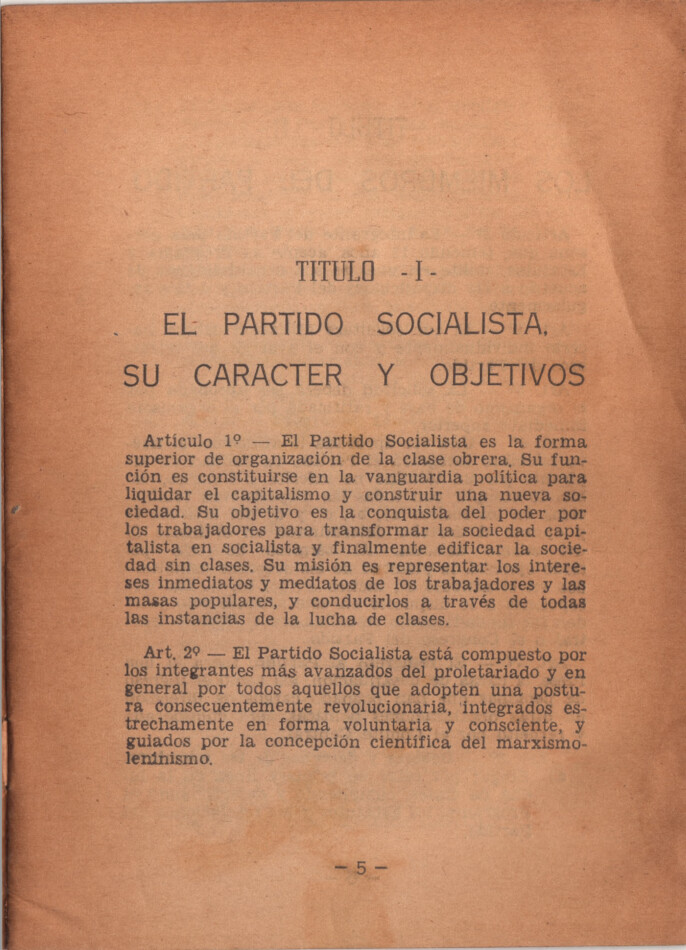 TITULO - I -
EL PARTIDO SOCIALISTA,
SU CARACTER Y OBJETIVOS
Artículo 1º — El Partido Socialista es la forma
superior de organización de la clase obrera. Su fun-
ción es constituirse en la vanguardia política para
liquidar el capitalismo y construir una nueva so-
ciedad. Su objetivo es la conquista del poder por
los trabajadores para transformar la sociedad capi-
talista en socialista y finalmente edificar la socie-
dad sin clases. Su misión es representar los intere-
ses inmediatos y mediatos de los trabajadores y las
masas populares, y conducirlos a través de todas
las instancias de la lucha de clases.
Art. 2º — El Partido Socialista está compuesto por
los integrantes más avanzados del proletariado y en
general por todos aquellos que adopten una postu-
ra consecuentemente revolucionaria, integrados es-
trechamente en forma voluntaria y consciente, y
guiados por la concepción científica del marxismo-
leninismo.
— 5 —